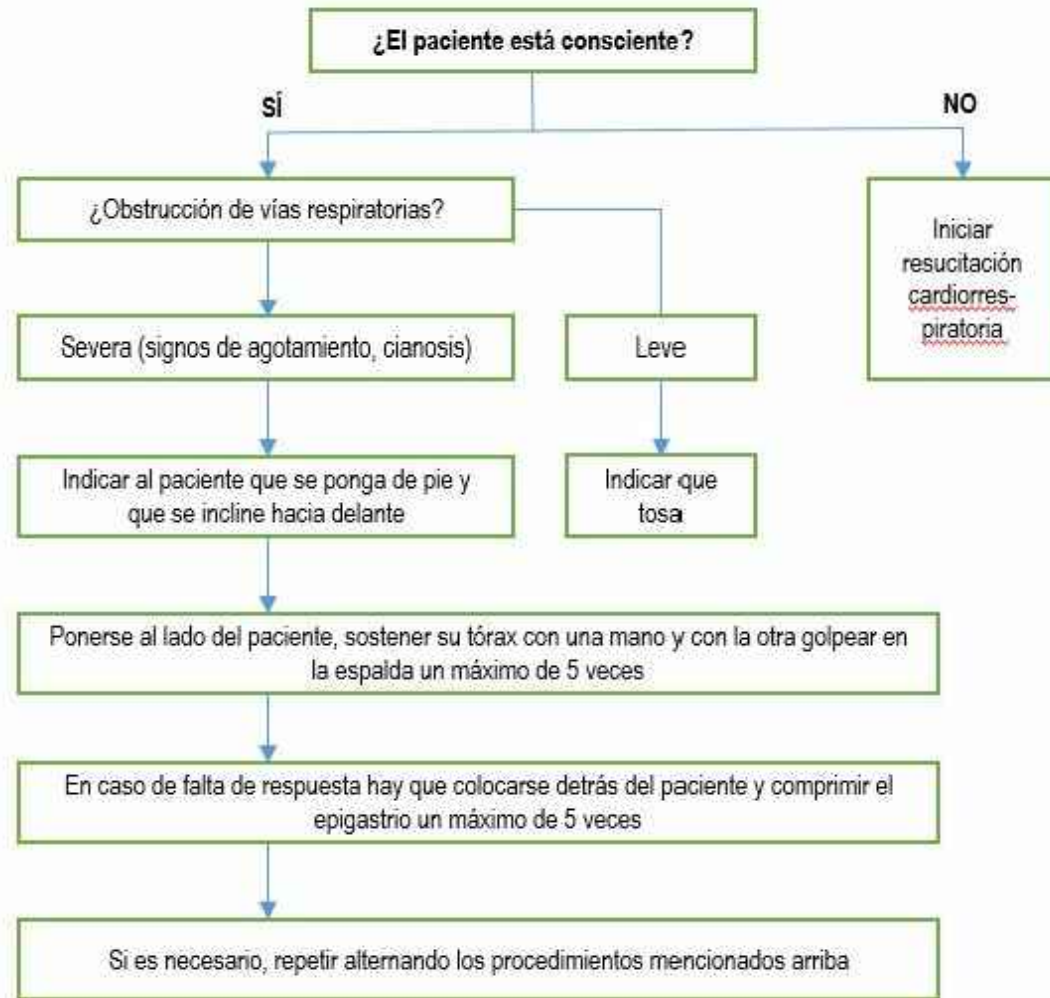 ¿El paciente está consciente?
SÍ
NO
¿Obstrucción de vías respiratorias?
Iniciar
resucitación
cardiorres-
piratoria
Severa (signos de agotamiento, cianosis)
Leve
Indicar al paciente que se ponga de pie y
que se incline hacia delante
Indicar que
tosa
Ponerse al lado del paciente, sostener su tórax con una mano y con la otra golpear en
la espalda un máximo de 5 veces
En caso de falta de respuesta hay que colocarse detrás del paciente y comprimir el
epigastrio un máximo de 5 veces
Si es necesario, repetir alternando los procedimientos mencionados arriba